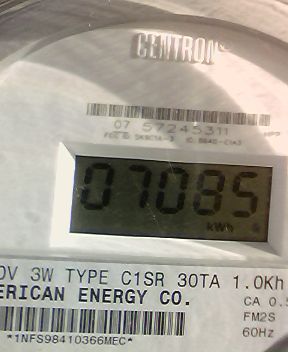 CENTRON
07 57245311
07085
kWh
0V 3W TYPE C1SR 30TA 1.0Kh
ERICAN ENERGY CO.
CA 0.5
FM2S
60Hz
*1NFS98410366MEC*